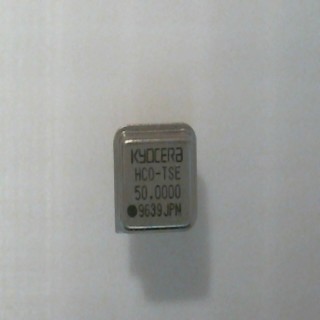 KYOCERA
HCO-TSE
50.0000
9639JPN